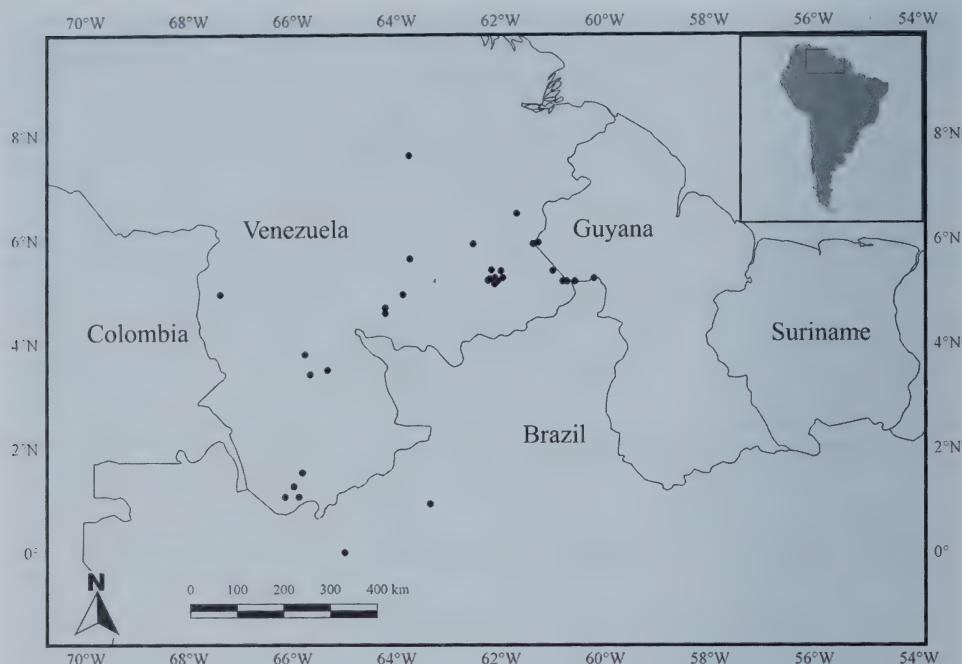 70°W 68°W 66°W 64°W 62°W 60°W 58°W 56°W 54°W
8°N 8°N
Venezuela Guyana
6°N 6°N
Colombia Suriname
4°N 4°N
Brazil
2°N 2°N
0° 0°
N
0 100 200 300 400 km
70°W 68°W 66°W 64°W 62°W 60°W 58°W 56°W 54°W